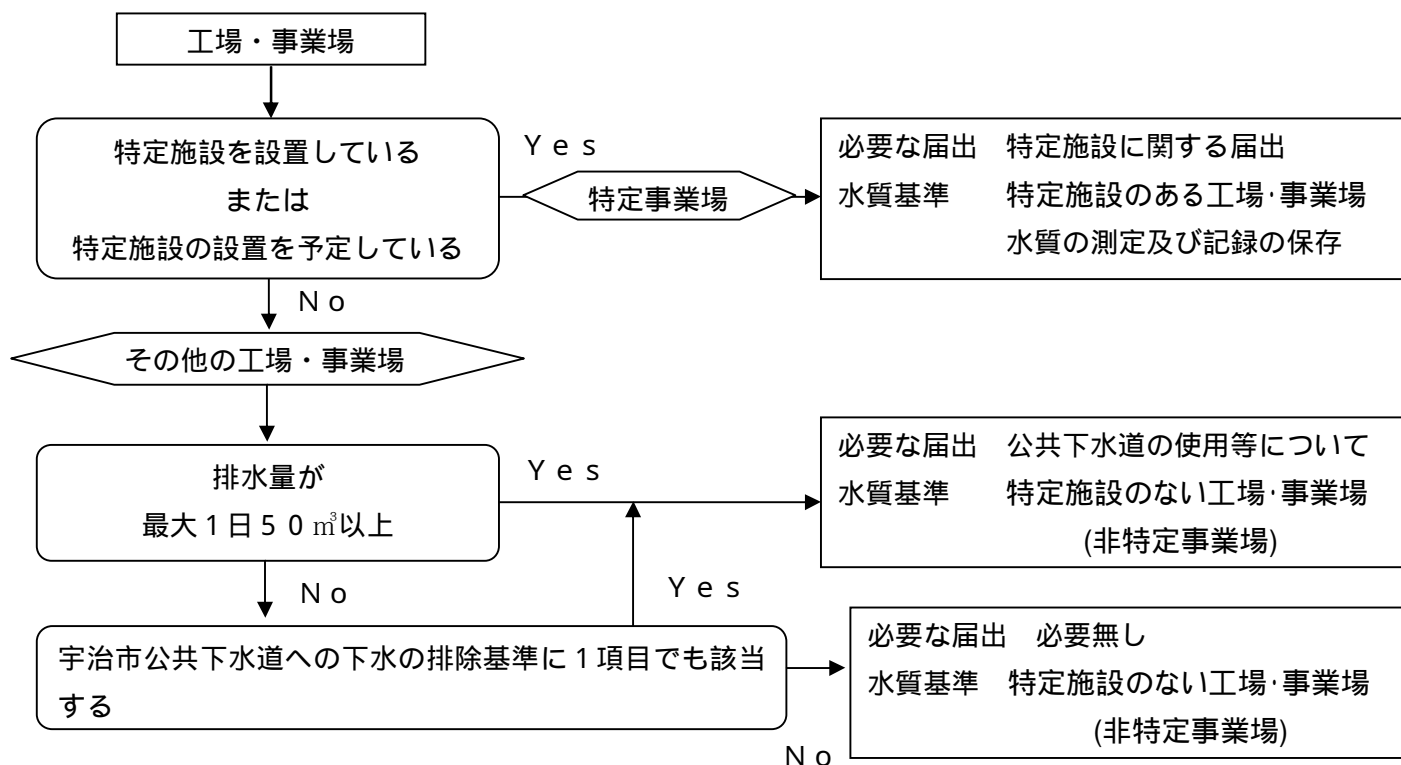 工場・事業場
特定施設を設置している
または
特定施設の設置を予定している
Ｙｅｓ
特定事業場
必要な届出　特定施設に関する届出
水質基準　特定施設のある工場･事業場
水質の測定及び記録の保存
Ｎｏ
その他の工場・事業場
排水量が
最大１日５０㎥以上
Ｙｅｓ
必要な届出　公共下水道の使用等について
水質基準　特定施設のない工場･事業場
(非特定事業場)
Ｎｏ
Ｙｅｓ
宇治市公共下水道への下水の排除基準に１項目でも該当
する
必要な届出　必要無し
水質基準　特定施設のない工場･事業場
(非特定事業場)
Ｎｏ